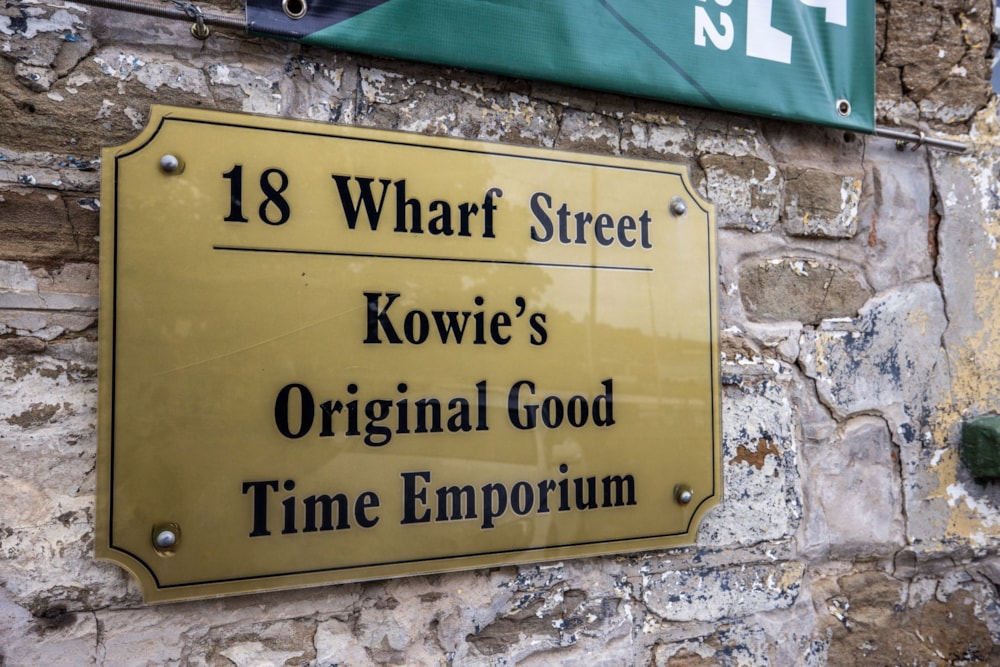 18 Wharf Street
Kowie's
Original Good
Time Emporium